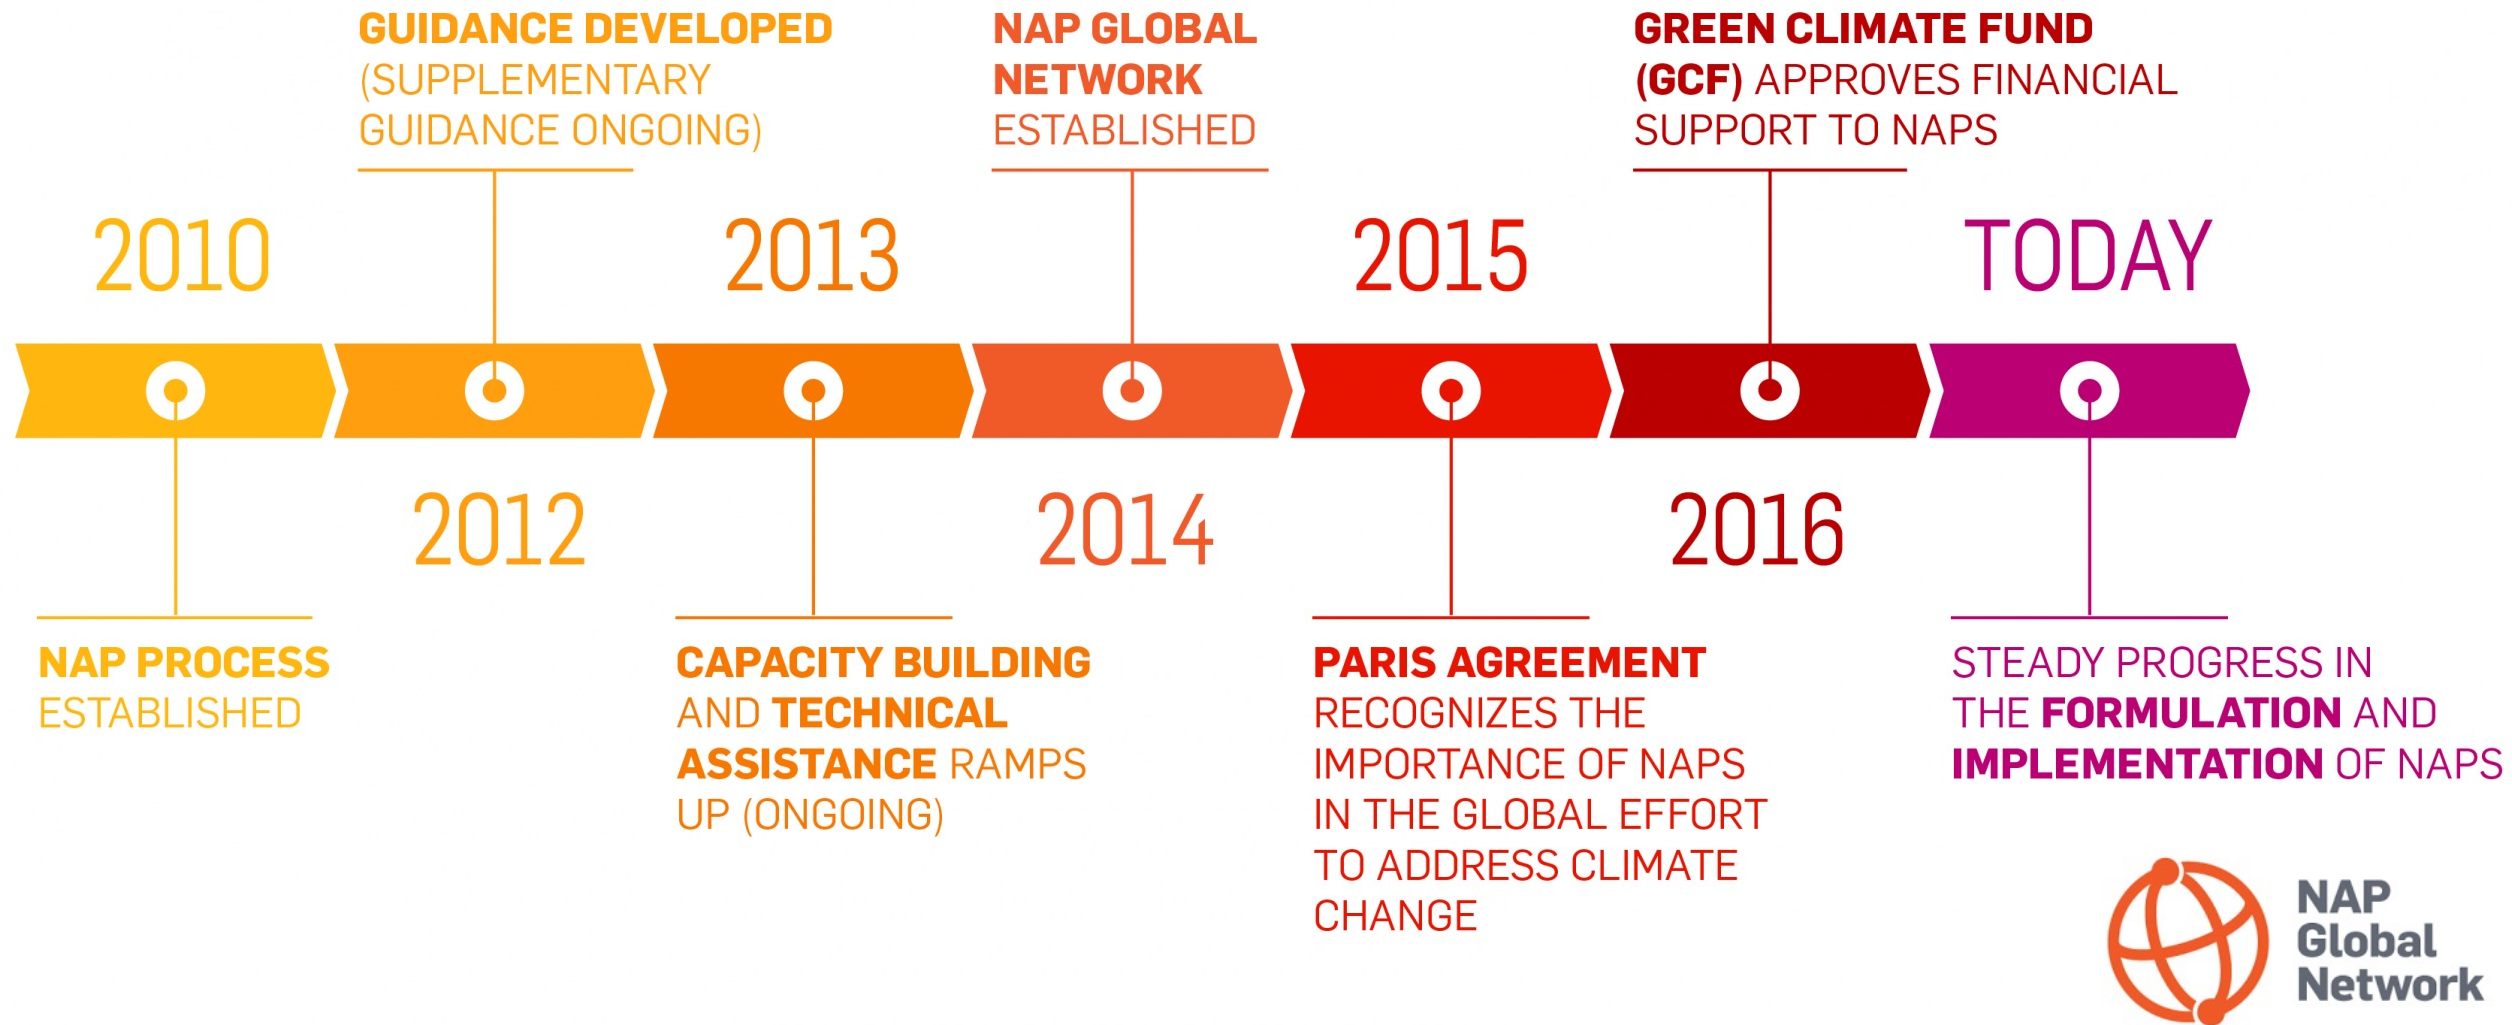 GUIDANCE DEVELOPED
(SUPPLEMENTARY
GUIDANCE ONGOING)
NAP GLOBAL
NETWORK
ESTABLISHED
GREEN CLIMATE FUND
(GCF) APPROVES FINANCIAL
SUPPORT TO NAPS
2010
2013
2015
TODAY
2012
2014
2016
NAP PROCESS
ESTABLISHED
CAPACITY BUILDING
AND TECHNICAL
ASSISTANCE RAMPS
UP (ONGOING)
PARIS AGREEMENT
RECOGNIZES THE
IMPORTANCE OF NAPS
IN THE GLOBAL EFFORT
TO ADDRESS CLIMATE
CHANGE
STEADY PROGRESS IN
THE FORMULATION AND
IMPLEMENTATION OF NAPS
NAP
Global
Network